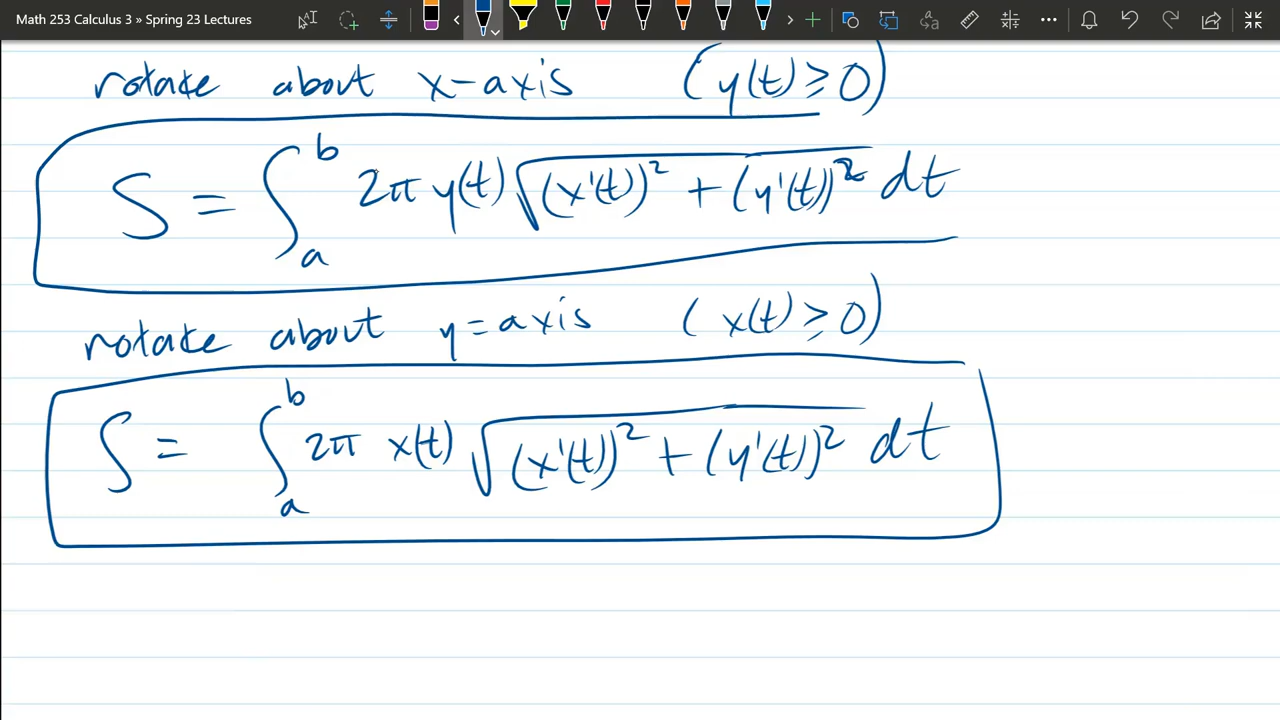 Math 253 Calculus 3 » Spring 23 Lectures
rotate about x-axis (y(t) ≥ 0)
S = ∫_a^b 2π y(t) √((x'(t))² + (y'(t))²) dt
rotate about y=axis (x(t) ≥ 0)
S = ∫_a^b 2π x(t) √((x'(t))² + (y'(t))²) dt